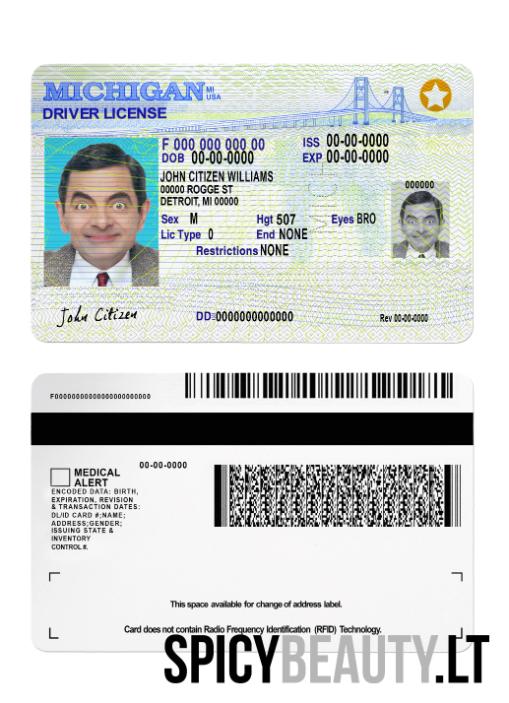 MICHIGAN MI USA
DRIVER LICENSE
F 000 000 000 00
ISS 00-00-0000
DOB 00-00-0000
EXP 00-00-0000
JOHN CITIZEN WILLIAMS
00000 ROGGE ST
DETROIT, MI 00000
000000
Sex M Hgt 507 Eyes BRO
Lic Type 0 End NONE
Restrictions NONE
John Citizen
DD:0000000000000
Rev 00-00-0000
F00000000000000000000000
00-00-0000
MEDICAL
ALERT
ENCODED DATA: BIRTH,
EXPIRATION, REVISION
& TRANSACTION DATES:
DL/ID CARD #;NAME;
ADDRESS;GENDER;
ISSUING STATE &
INVENTORY
CONTROL #.
This space available for change of address label.
Card does not contain Radio Frequency Identification (RFID) Technology.
SPICYBEAUTY.LT